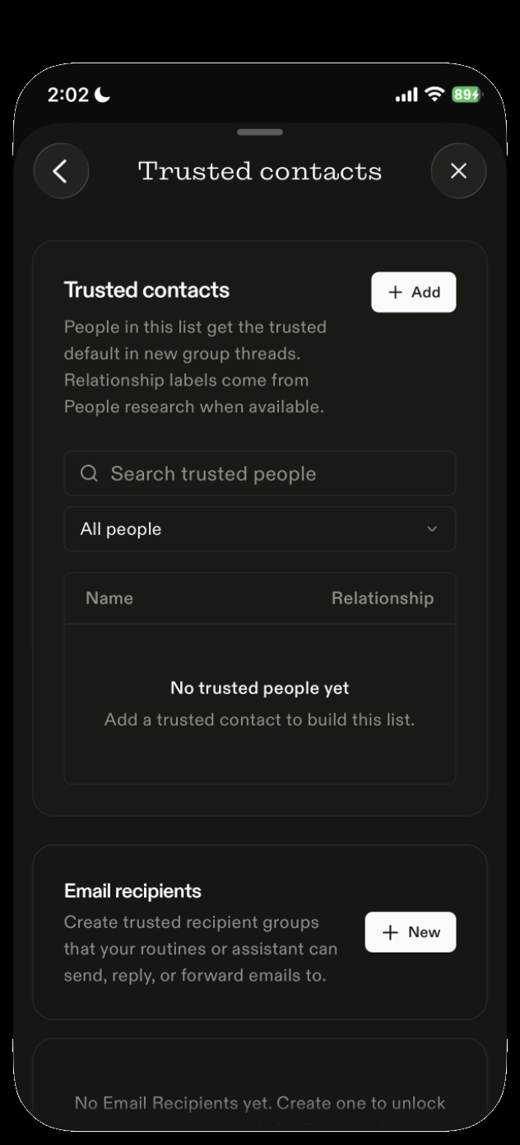 2:02
89
Trusted contacts
Trusted contacts
+ Add
People in this list get the trusted
default in new group threads.
Relationship labels come from
People research when available.
Search trusted people
All people
Name Relationship
No trusted people yet
Add a trusted contact to build this list.
Email recipients
Create trusted recipient groups
that your routines or assistant can
send, reply, or forward emails to.
+ New
No Email Recipients yet. Create one to unlock